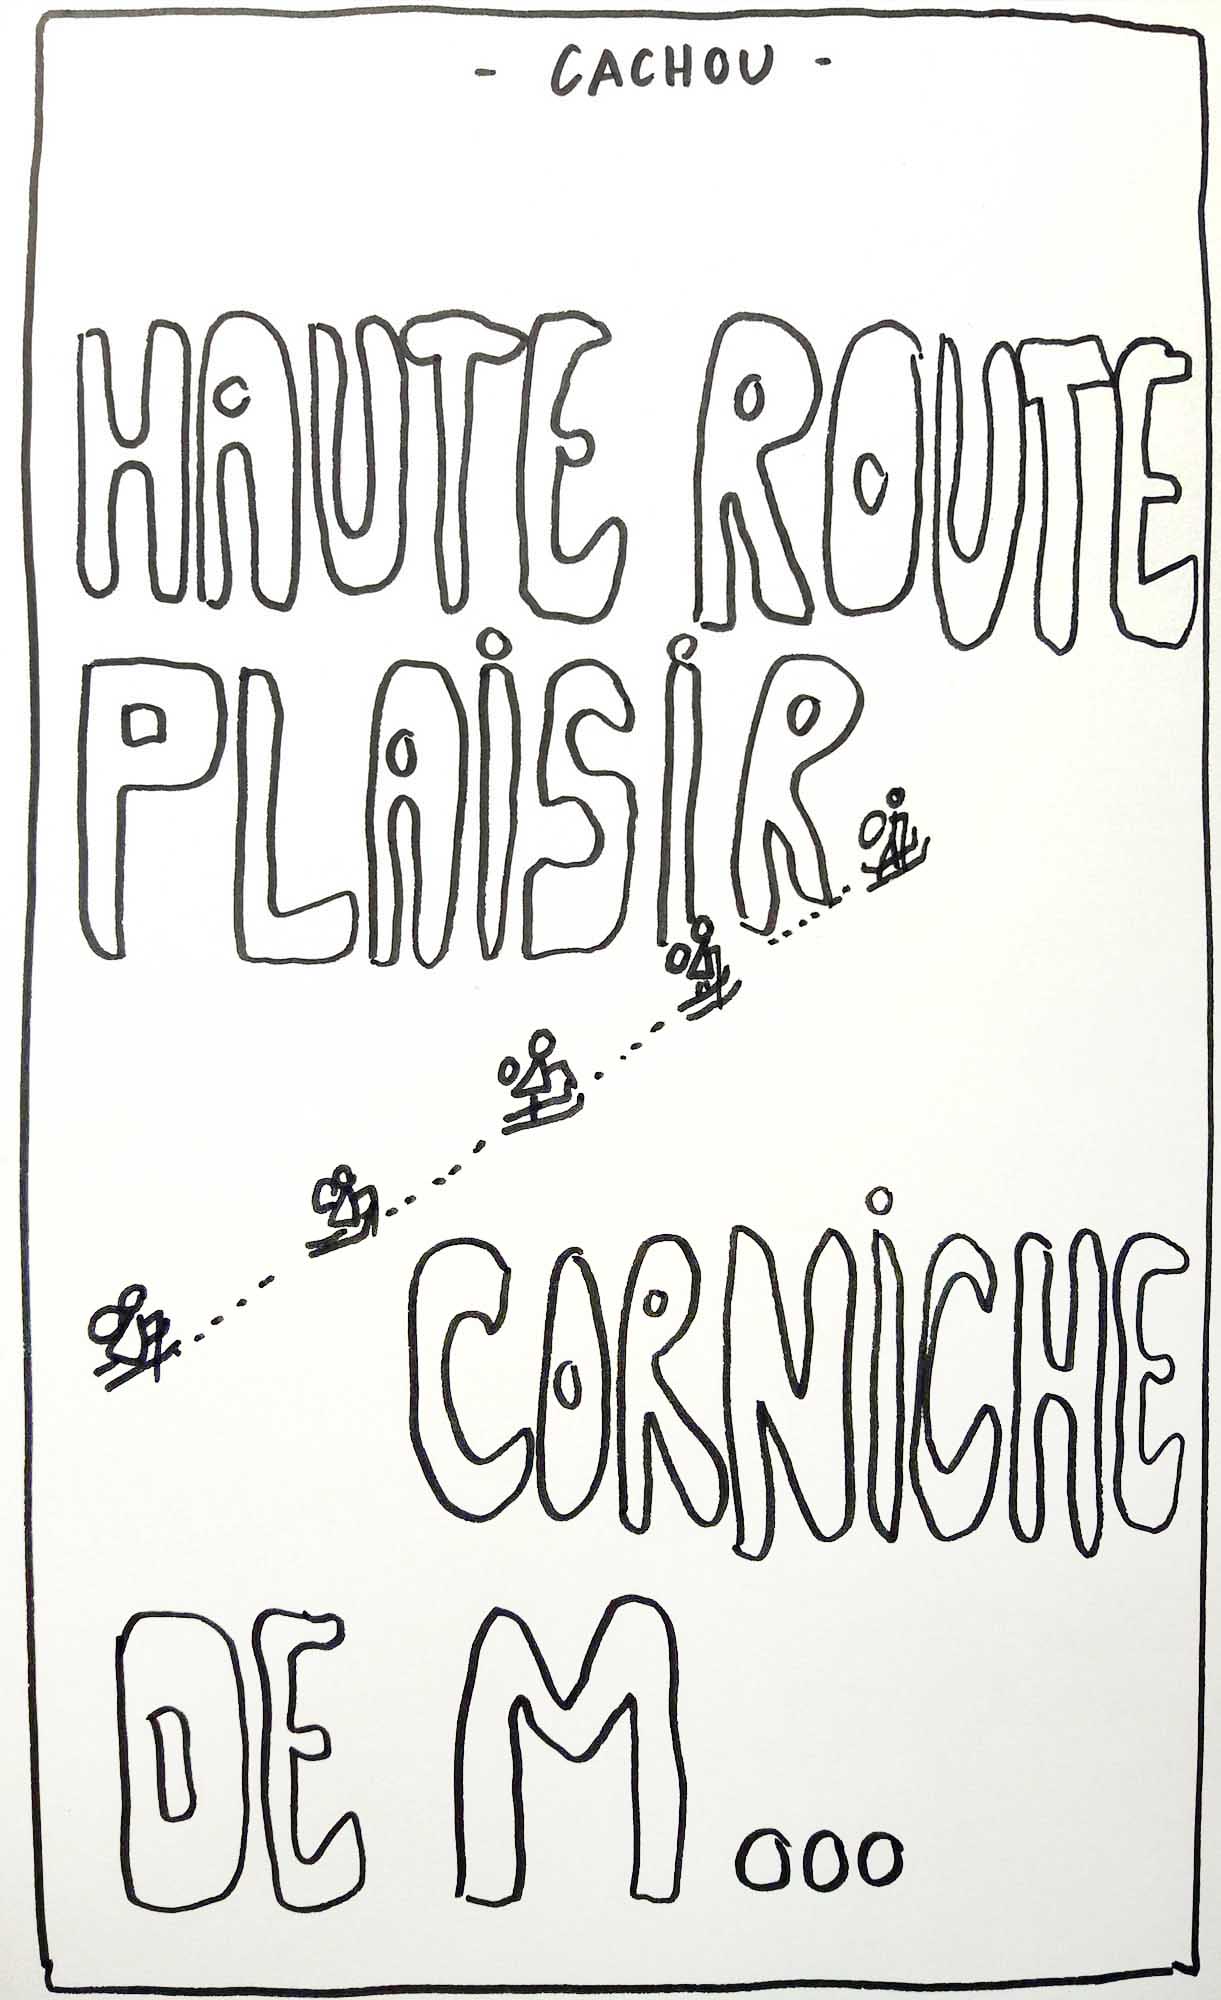 - CACHOU -
HAUTE ROUTE
PLAISIR
CORNICHE
DE M...